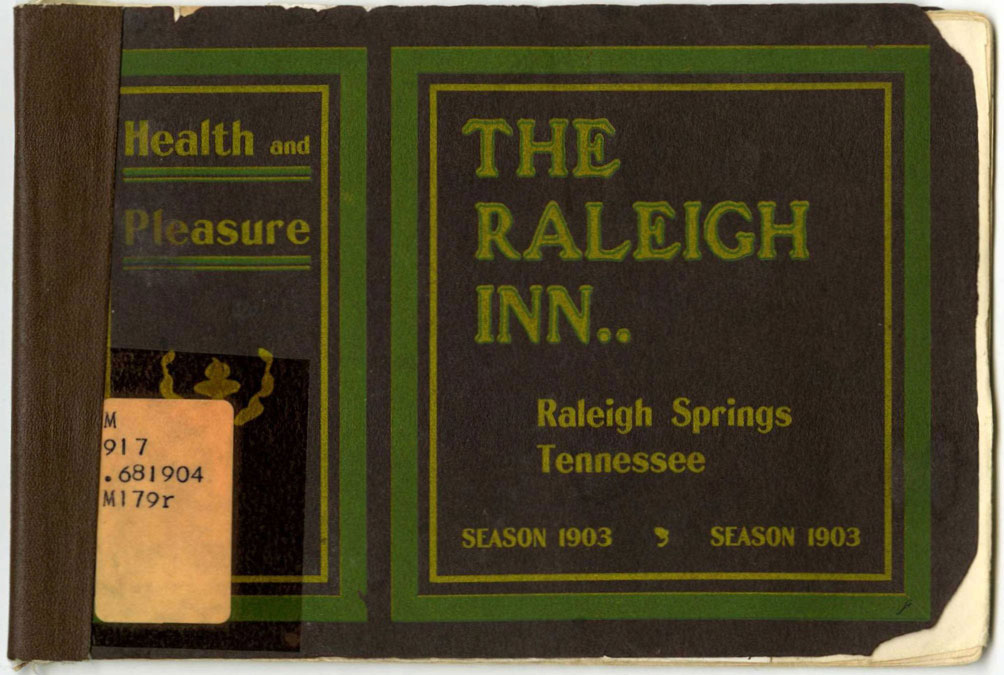 Health and
Pleasure
M
917
.681904
M179r
THE
RALEIGH
INN..
Raleigh Springs
Tennessee
SEASON 1903 SEASON 1903